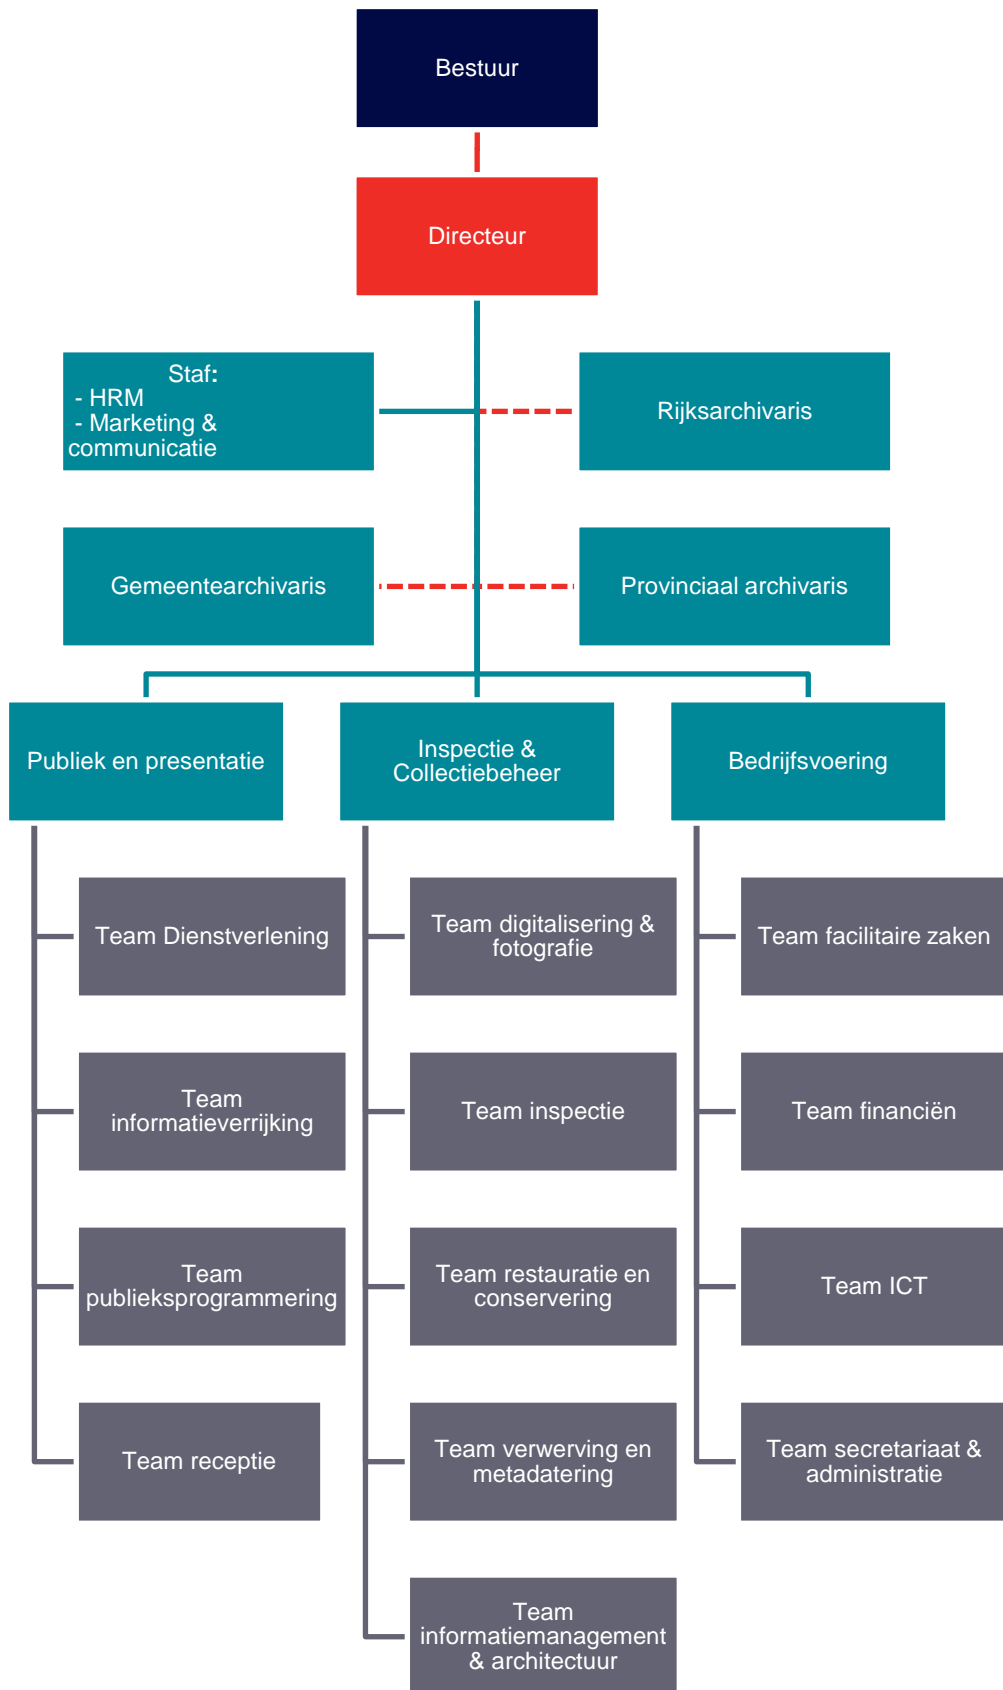 Bestuur
Directeur
Staf:
- HRM
- Marketing &
communicatie
Rijksarchivaris
Gemeentearchivaris
Provinciaal archivaris
Publiek en presentatie
Inspectie &
Collectiebeheer
Bedrijfsvoering
Team Dienstverlening
Team
informatieverrijking
Team
publieksprogrammering
Team receptie
Team digitalisering &
fotografie
Team inspectie
Team restauratie en
conservering
Team verwerving en
metadatering
Team
informatiemanagement
& architectuur
Team facilitaire zaken
Team financiën
Team ICT
Team secretariaat &
administratie